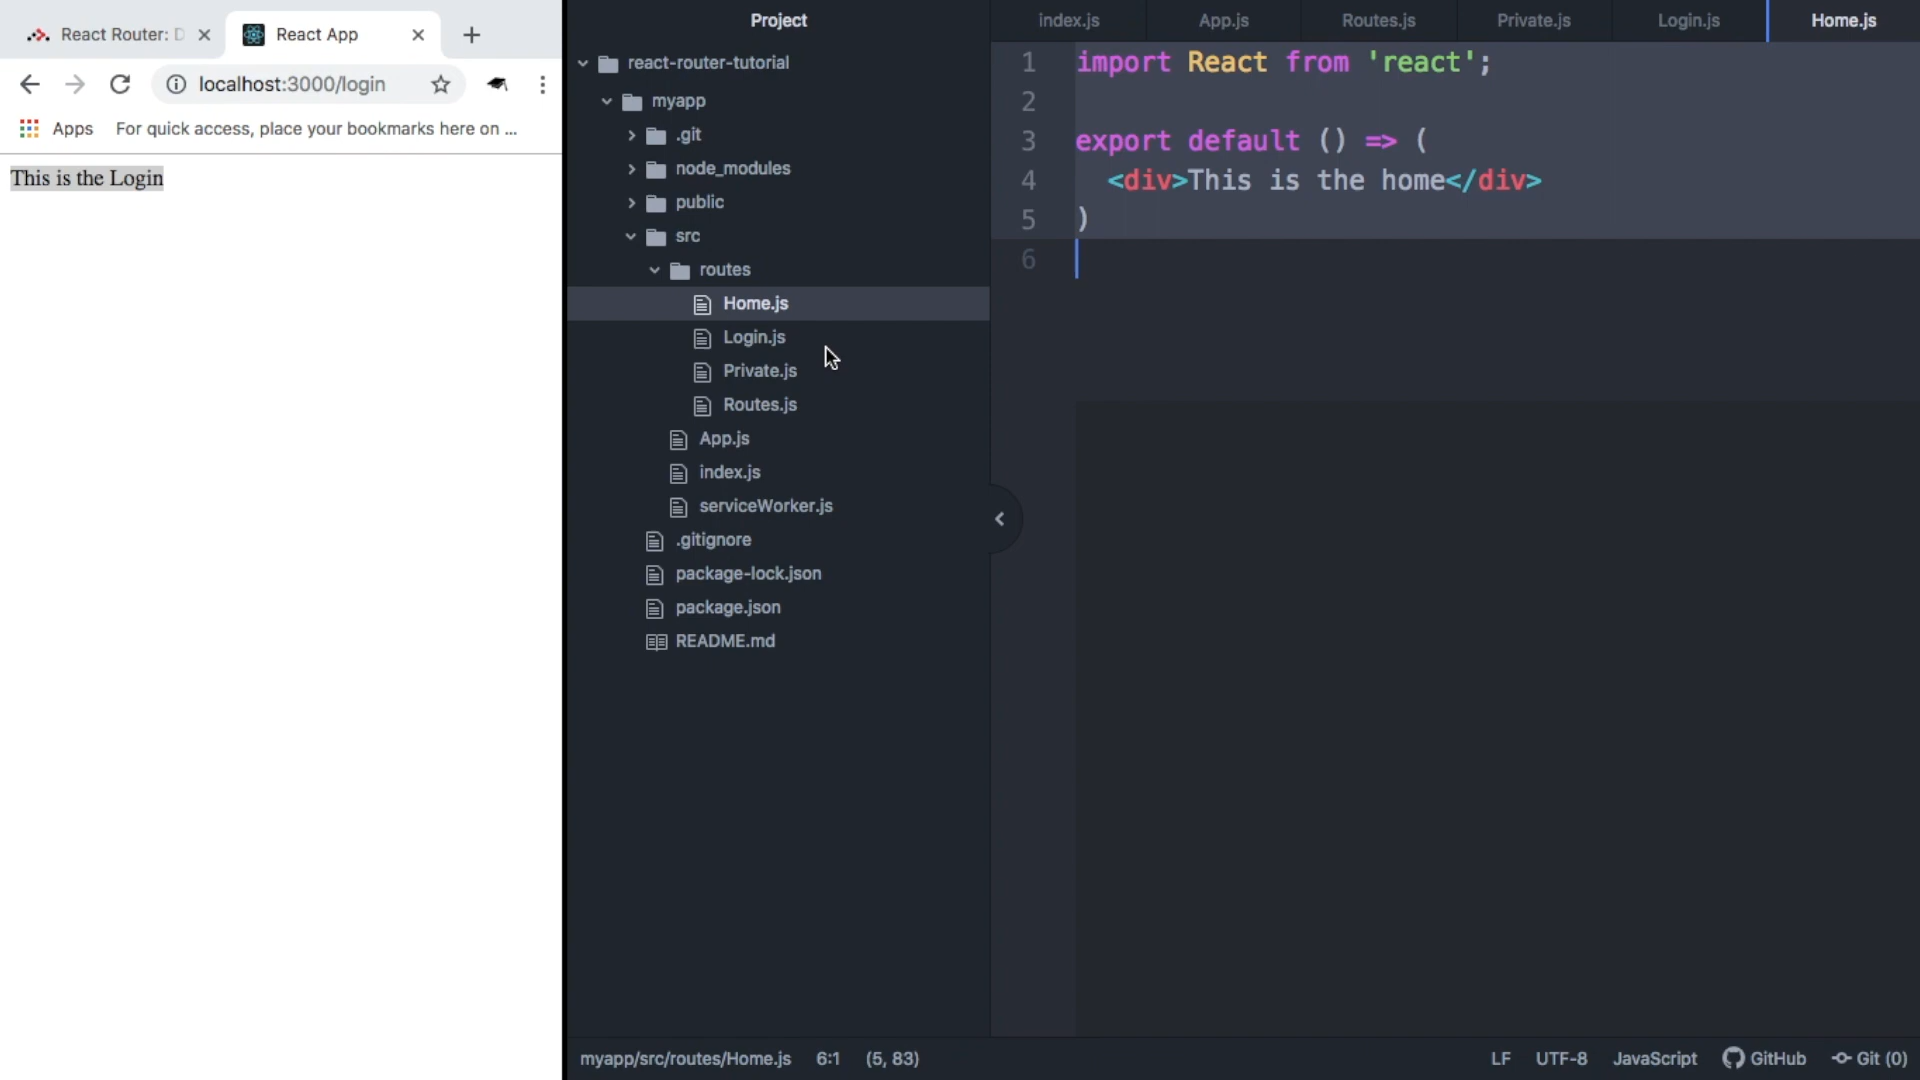 React Router: D
React App
localhost:3000/login
Apps
For quick access, place your bookmarks here on ...
This is the Login
Project
react-router-tutorial
myapp
.git
node_modules
public
src
routes
Home.js
Login.js
Private.js
Routes.js
App.js
index.js
serviceWorker.js
.gitignore
package-lock.json
package.json
README.md
index.js
App.js
Routes.js
Private.js
Login.js
Home.js
1 import React from 'react';
2
3 export default () => (
4 <div>This is the home</div>
5 )
6
myapp/src/routes/Home.js 6:1 (5, 83)
LF UTF-8 JavaScript GitHub Git (0)